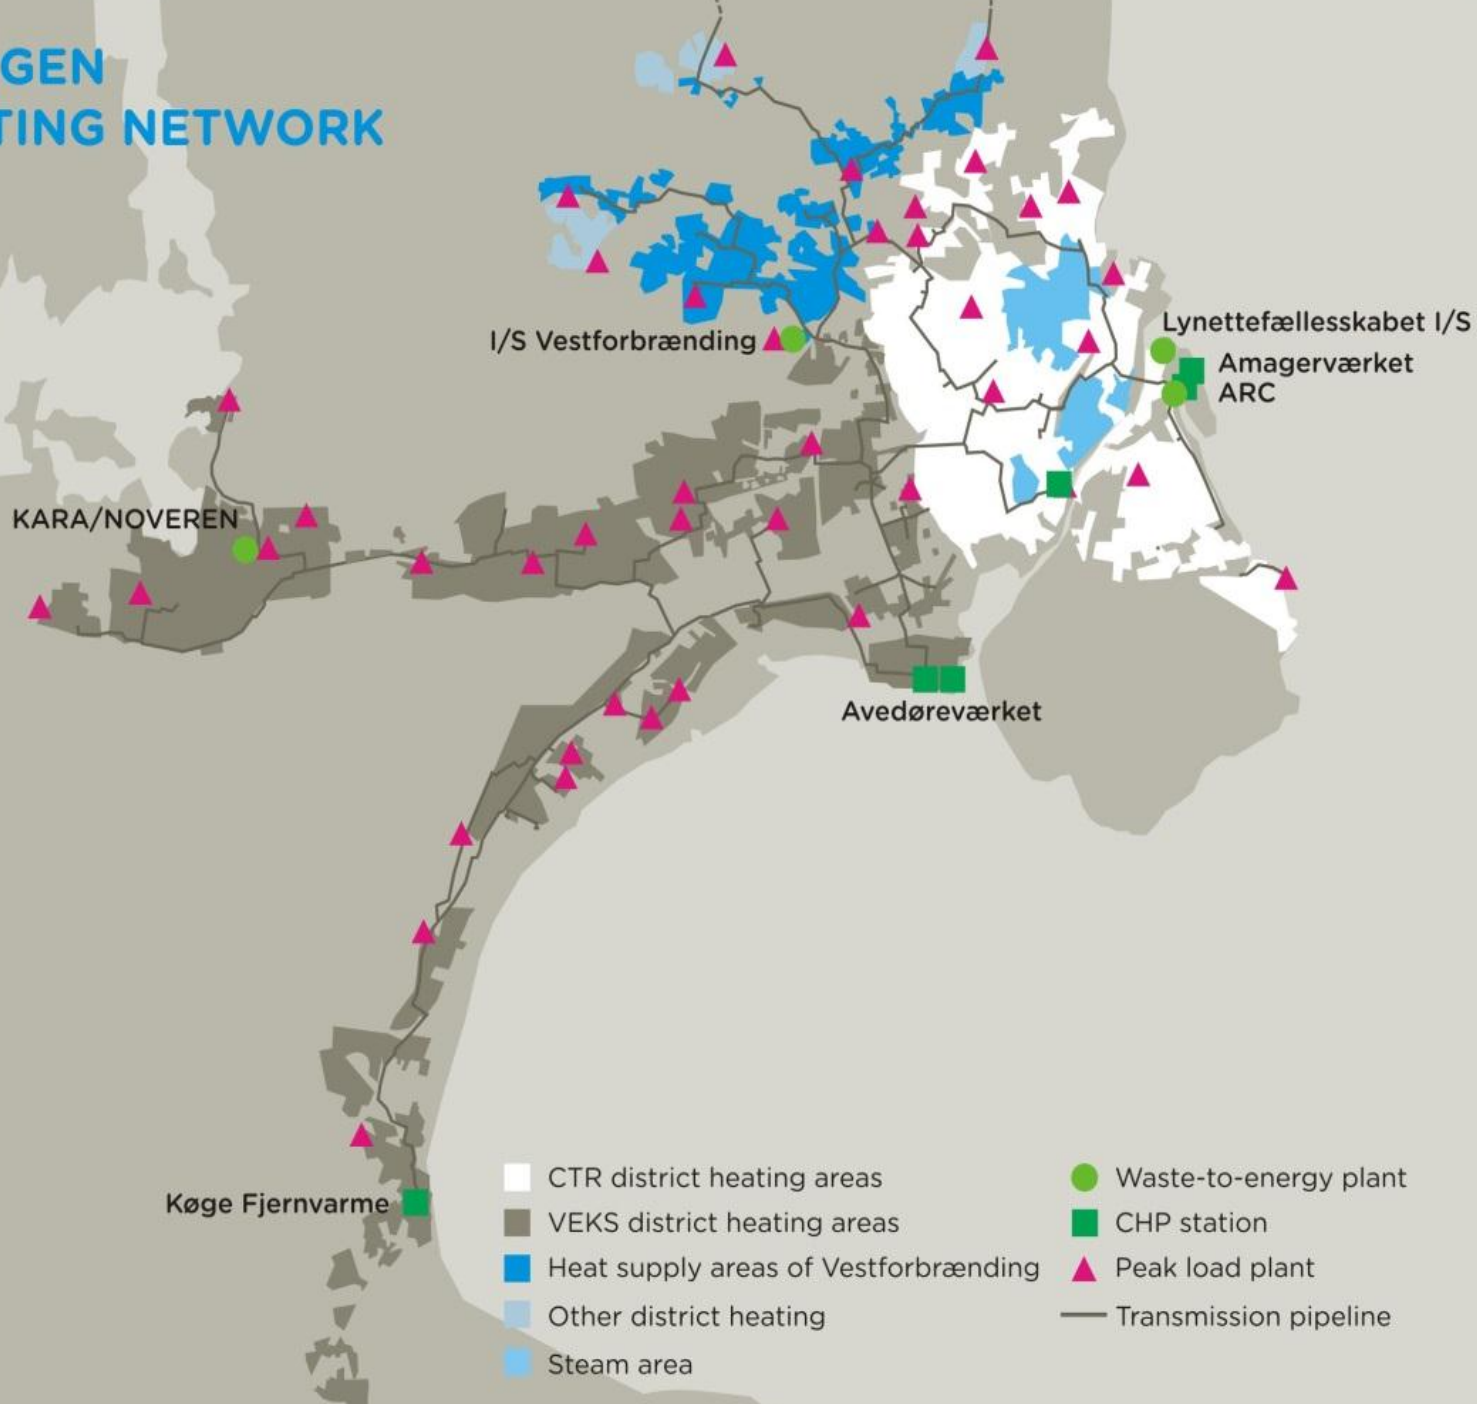 GEN
TING NETWORK
I/S Vestforbrænding
Lynettefællesskabet I/S
Amagerværket
ARC
KARA/NOVEREN
Avedøreværket
Køge Fjernvarme
CTR district heating areas
VEKS district heating areas
Heat supply areas of Vestforbrænding
Other district heating
Steam area
Waste-to-energy plant
CHP station
Peak load plant
Transmission pipeline